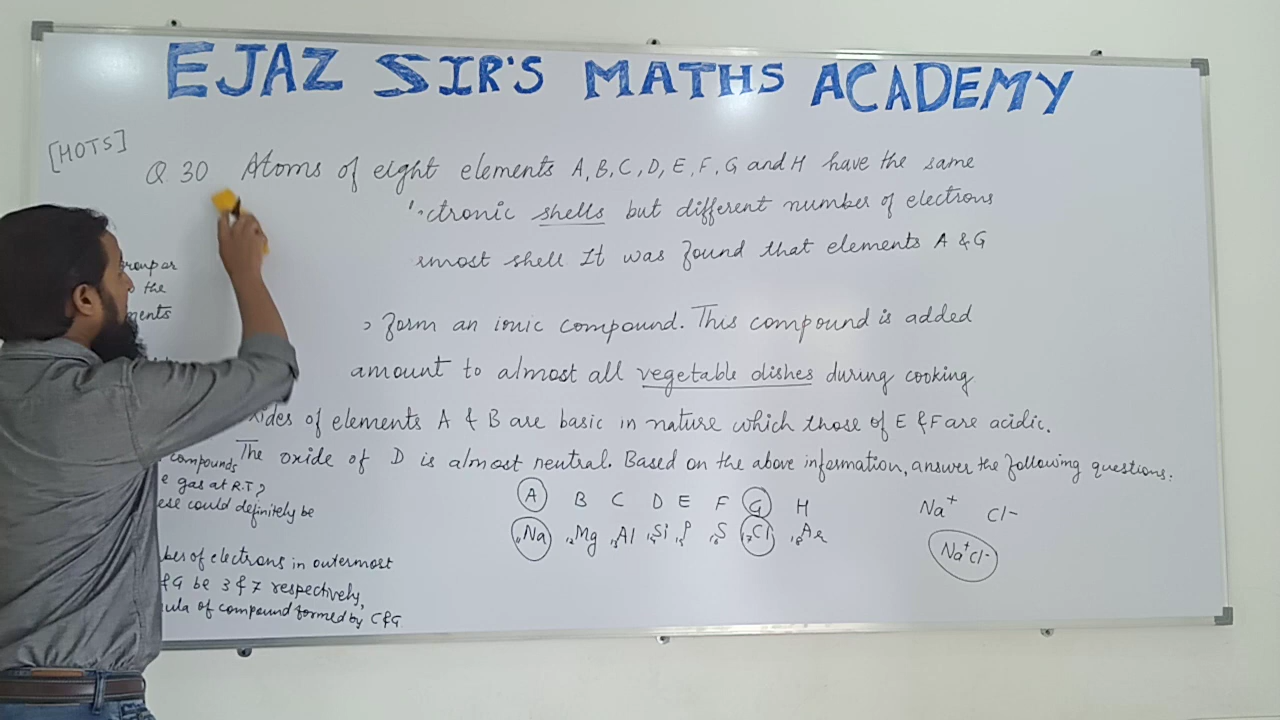 EJAZ SIR'S MATHS ACADEMY
[HOTS]
Q 30 Atoms of eight elements A, B, C, D, E, F, G and H have the same
ctronic shells but different number of electrons
rmost shell It was found that elements A & G
form an ionic compound. This compound is added
amount to almost all vegetable dishes during cooking
xides of elements A & B are basic in nature which those of E & F are acidic.
The oxide of D is almost neutral. Based on the above information, answer the following questions:
group ar
the
ments
compounds
e gas at R.T?
ese could definitely be
ber of electrons in outermost
& G be 3 & 7 respectively,
ula of compound formed by C & G
A B C D E F G H
11Na 12Mg 13Al 14Si 15P 16S 17Cl 18Ar
Na+ Cl-
Na+Cl-